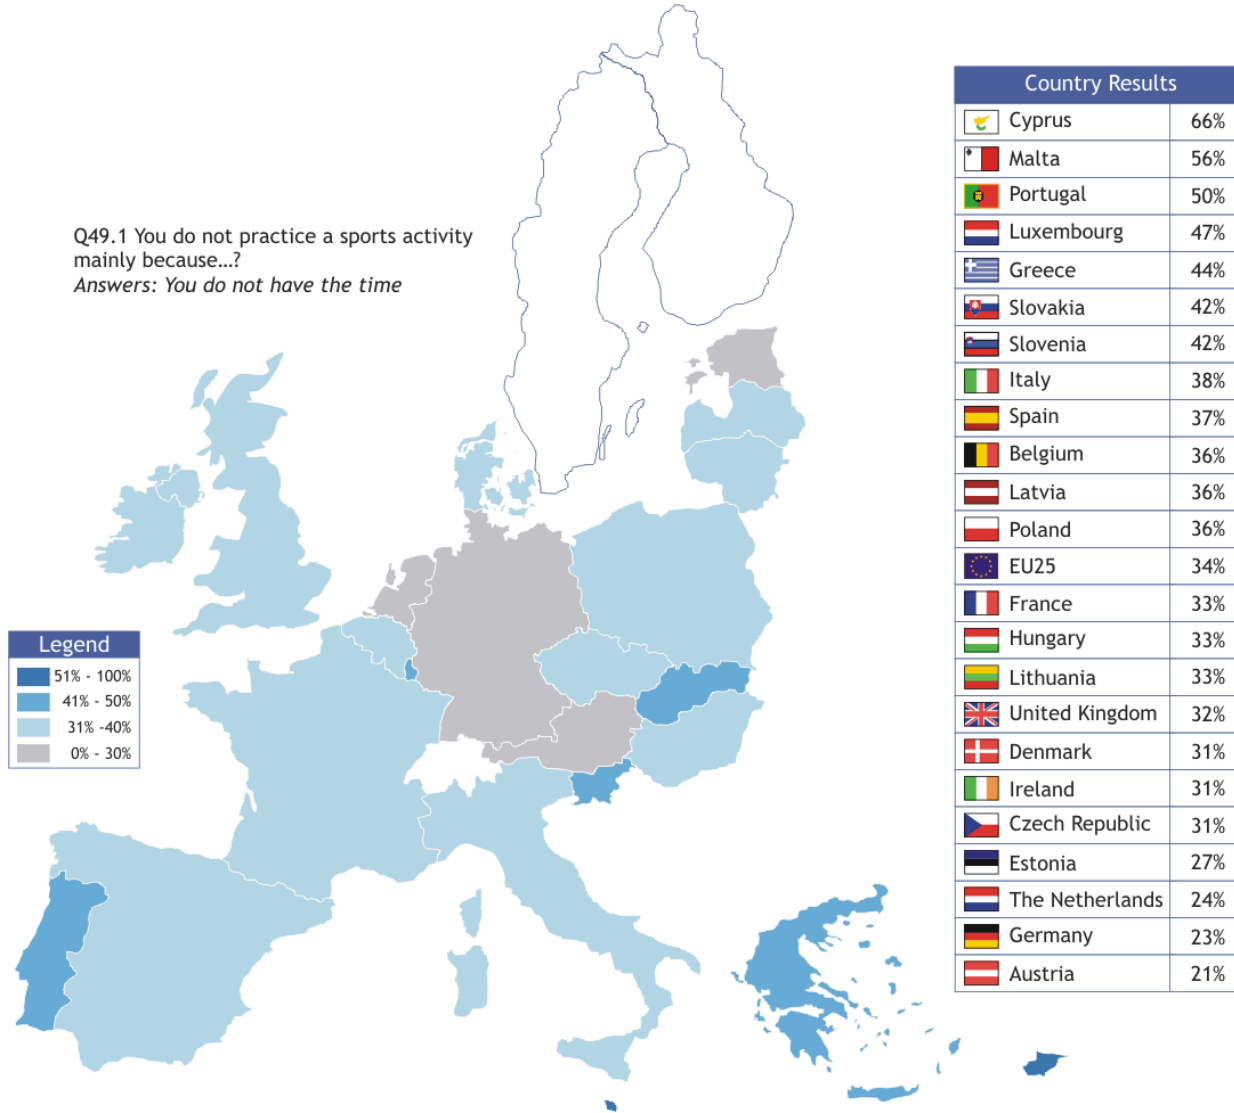 Q49.1 You do not practice a sports activity
mainly because...?
Answers: You do not have the time
Legend
51% - 100%
41% - 50%
31% -40%
0% - 30%
Country Results
Cyprus 66%
Malta 56%
Portugal 50%
Luxembourg 47%
Greece 44%
Slovakia 42%
Slovenia 42%
Italy 38%
Spain 37%
Belgium 36%
Latvia 36%
Poland 36%
EU25 34%
France 33%
Hungary 33%
Lithuania 33%
United Kingdom 32%
Denmark 31%
Ireland 31%
Czech Republic 31%
Estonia 27%
The Netherlands 24%
Germany 23%
Austria 21%